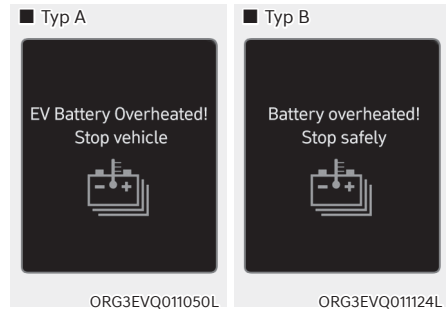 ■ Typ A
EV Battery Overheated!
Stop vehicle
ORG3EVQ011050L
■ Typ B
Battery overheated!
Stop safely
ORG3EVQ011124L